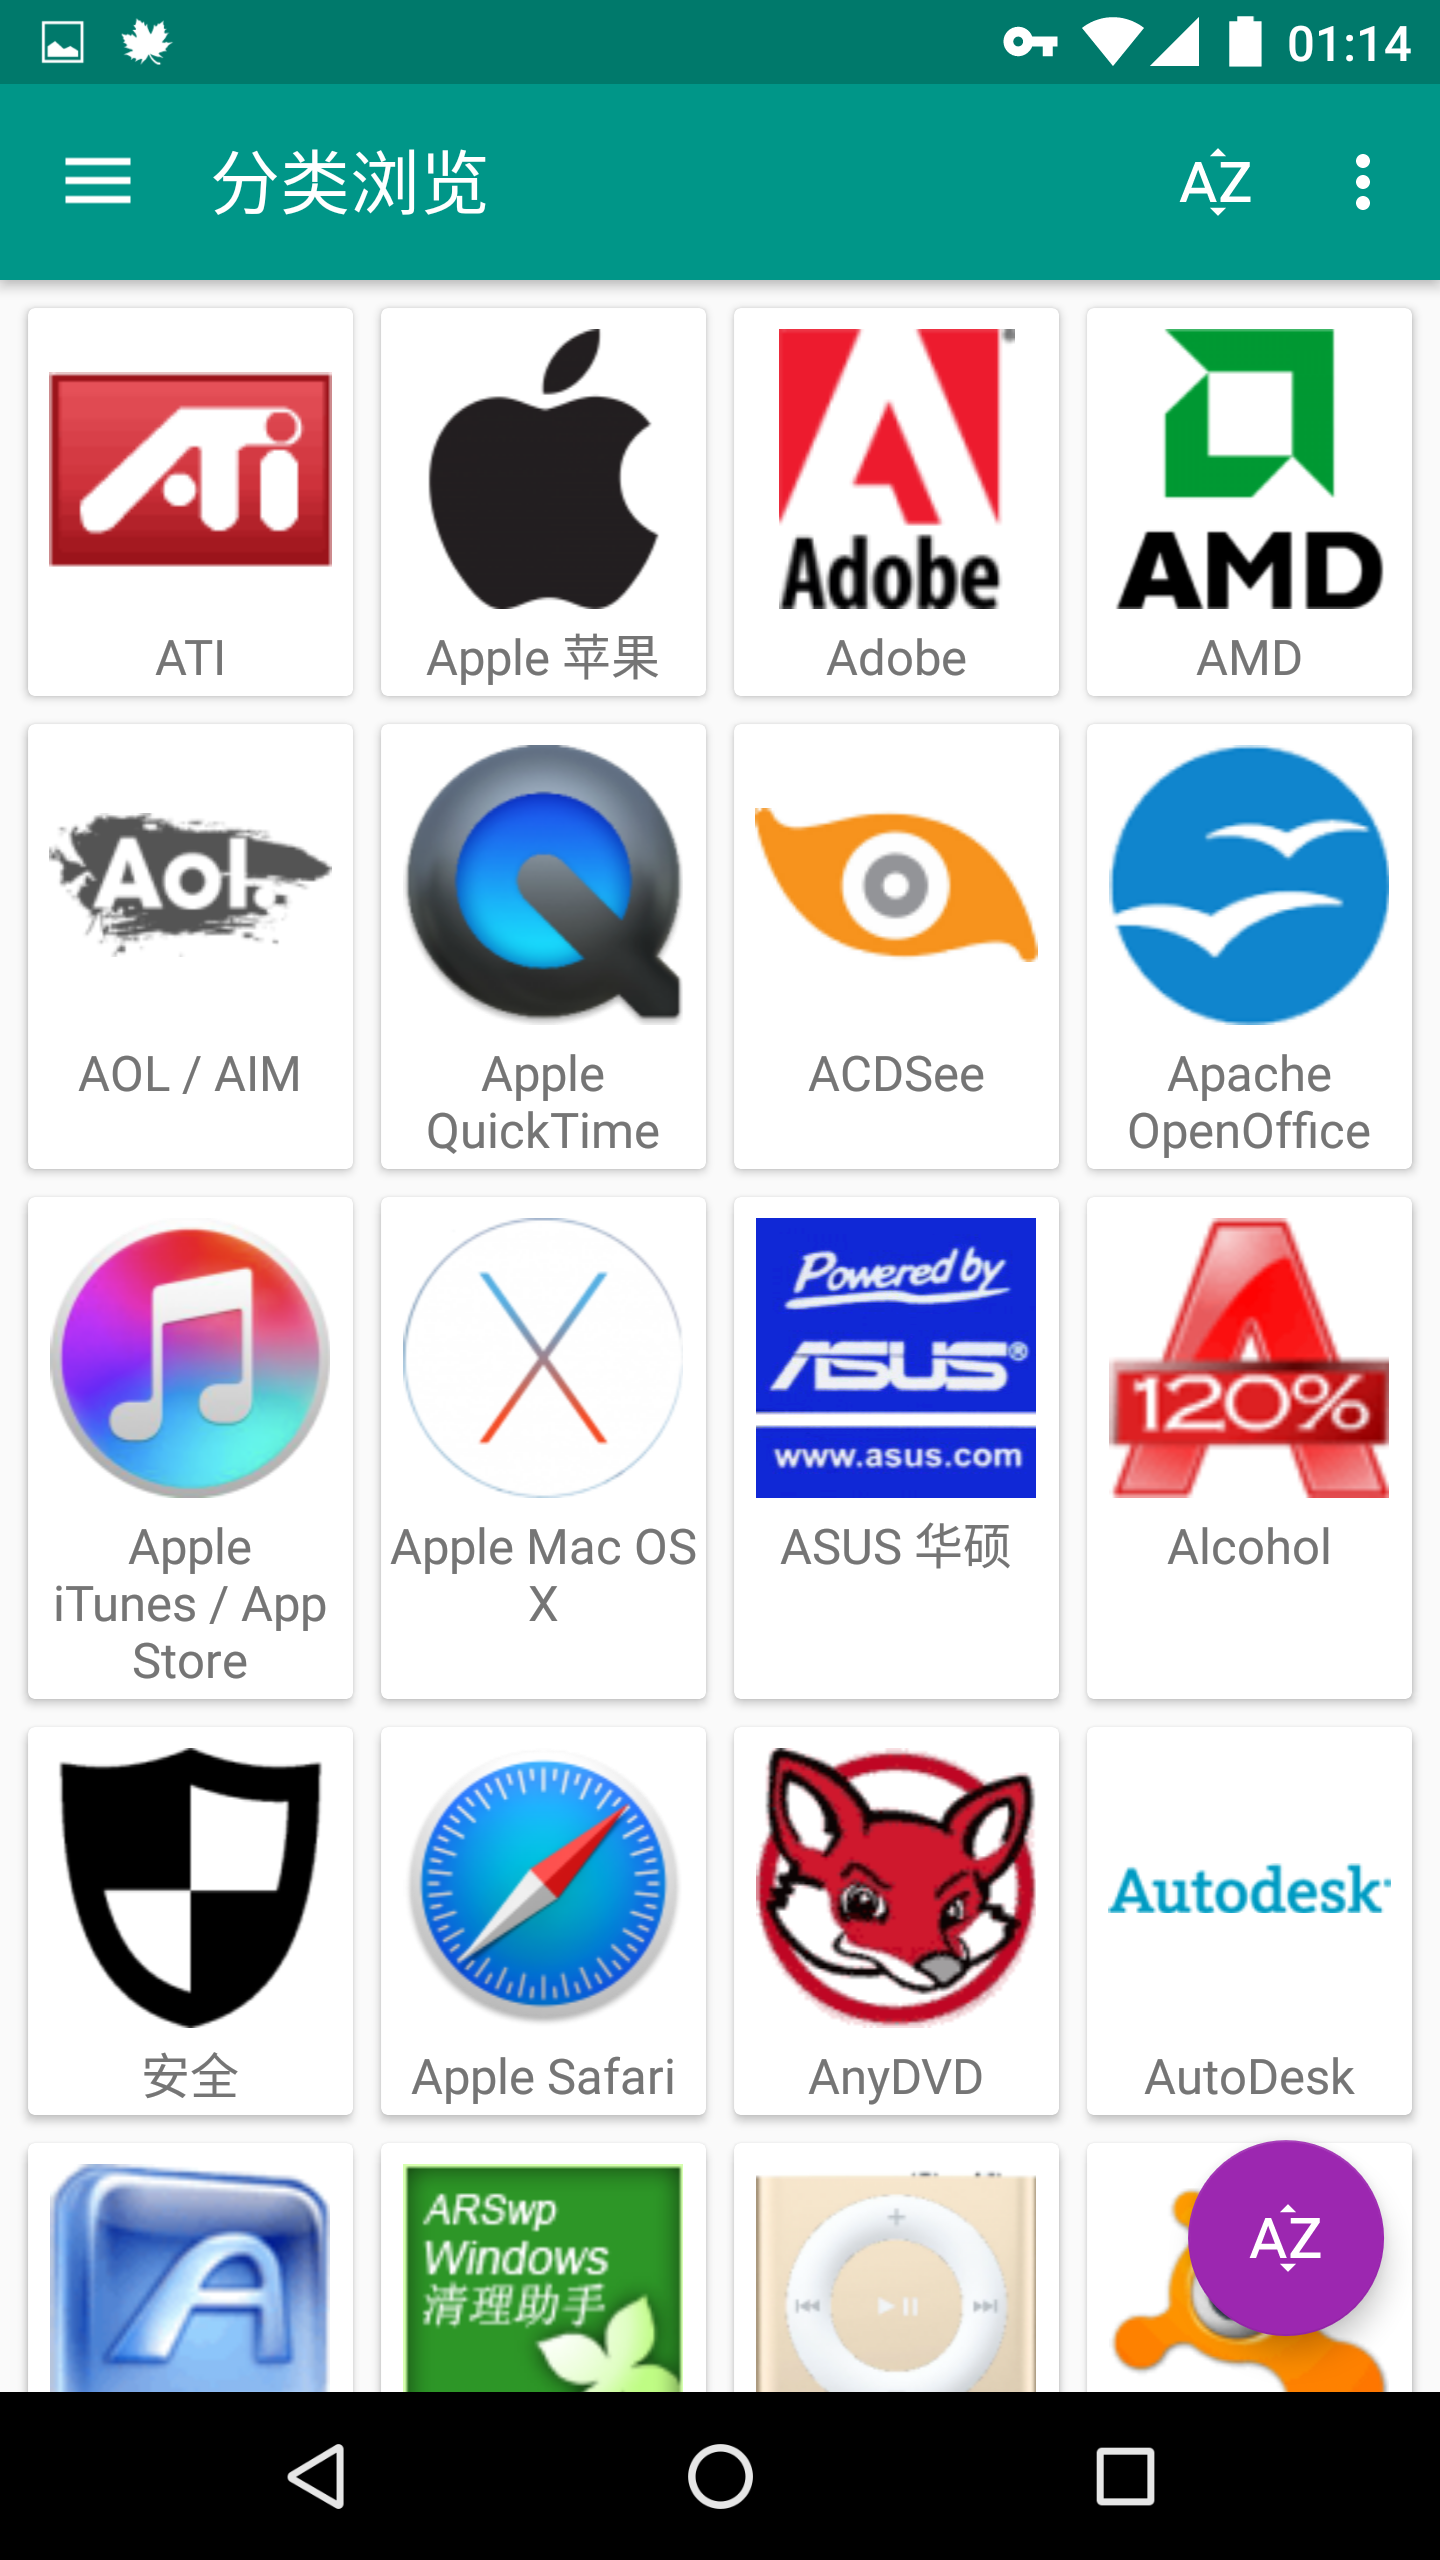 01:14
分类浏览
AZ
ATi
Adobe
AMD
ATI
Apple 苹果
Adobe
AMD
Aol.
AOL / AIM
Apple
QuickTime
ACDSee
Apache
OpenOffice
Powered by
ASUS®
www.asus.com
120%
Apple
iTunes / App
Store
Apple Mac OS
X
ASUS 华硕
Alcohol
Autodesk
安全
Apple Safari
AnyDVD
AutoDesk
ARSwp
Windows
清理助手
AZ